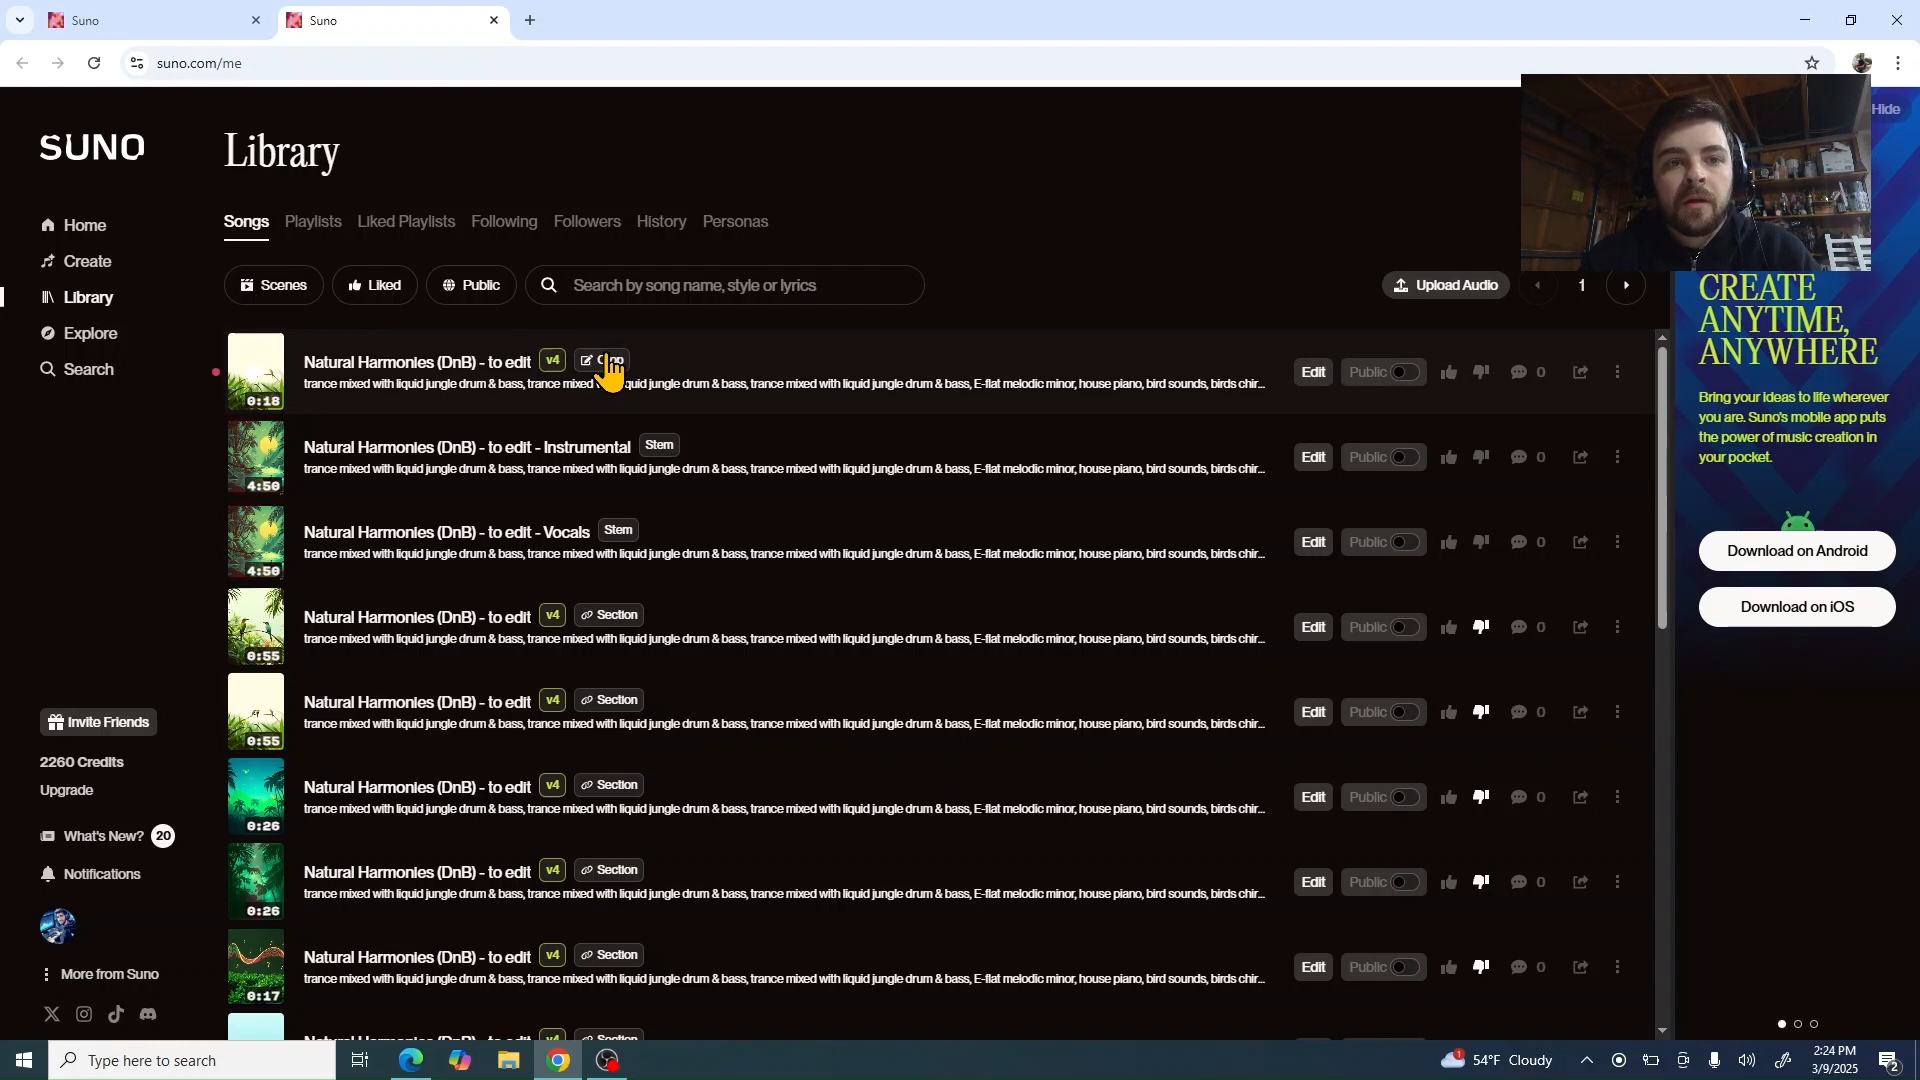 Suno
Suno
suno.com/me
SUNO
Library
Hide
Home
Create
Library
Explore
Search
Songs
Playlists
Liked Playlists
Following
Followers
History
Personas
Scenes
Liked
Public
Search by song name, style or lyrics
Upload Audio
1
Natural Harmonies (DnB) - to edit v4
trance mixed with liquid jungle drum & bass, trance mixed liquid jungle drum & bass, trance mixed with liquid jungle drum & bass, E-flat melodic minor, house piano, bird sounds, birds chir...
0:18
Edit Public 0
Natural Harmonies (DnB) - to edit - Instrumental Stem
trance mixed with liquid jungle drum & bass, trance mixed with liquid jungle drum & bass, trance mixed with liquid jungle drum & bass, E-flat melodic minor, house piano, bird sounds, birds chir...
4:50
Edit Public 0
Natural Harmonies (DnB) - to edit - Vocals Stem
trance mixed with liquid jungle drum & bass, trance mixed with liquid jungle drum & bass, trance mixed with liquid jungle drum & bass, E-flat melodic minor, house piano, bird sounds, birds chir...
4:50
Edit Public 0
Natural Harmonies (DnB) - to edit v4 Section
trance mixed with liquid jungle drum & bass, trance mixed with liquid jungle drum & bass, trance mixed with liquid jungle drum & bass, E-flat melodic minor, house piano, bird sounds, birds chir...
0:55
Edit Public 0
Natural Harmonies (DnB) - to edit v4 Section
trance mixed with liquid jungle drum & bass, trance mixed with liquid jungle drum & bass, trance mixed with liquid jungle drum & bass, E-flat melodic minor, house piano, bird sounds, birds chir...
0:55
Edit Public 0
Natural Harmonies (DnB) - to edit v4 Section
trance mixed with liquid jungle drum & bass, trance mixed with liquid jungle drum & bass, trance mixed with liquid jungle drum & bass, E-flat melodic minor, house piano, bird sounds, birds chir...
0:26
Edit Public 0
Natural Harmonies (DnB) - to edit v4 Section
trance mixed with liquid jungle drum & bass, trance mixed with liquid jungle drum & bass, trance mixed with liquid jungle drum & bass, E-flat melodic minor, house piano, bird sounds, birds chir...
0:26
Edit Public 0
Natural Harmonies (DnB) - to edit v4 Section
trance mixed with liquid jungle drum & bass, trance mixed with liquid jungle drum & bass, trance mixed with liquid jungle drum & bass, E-flat melodic minor, house piano, bird sounds, birds chir...
0:17
Edit Public 0
Natural Harmonies (DnB) - to edit v4 Section
CREATE
ANYTIME,
ANYWHERE
Bring your ideas to life wherever
you are. Suno's mobile app puts
the power of music creation in
your pocket.
Download on Android
Download on iOS
Invite Friends
2260 Credits
Upgrade
What's New? 20
Notifications
More from Suno
Type here to search
1
54°F Cloudy
2:24 PM
3/9/2025
2